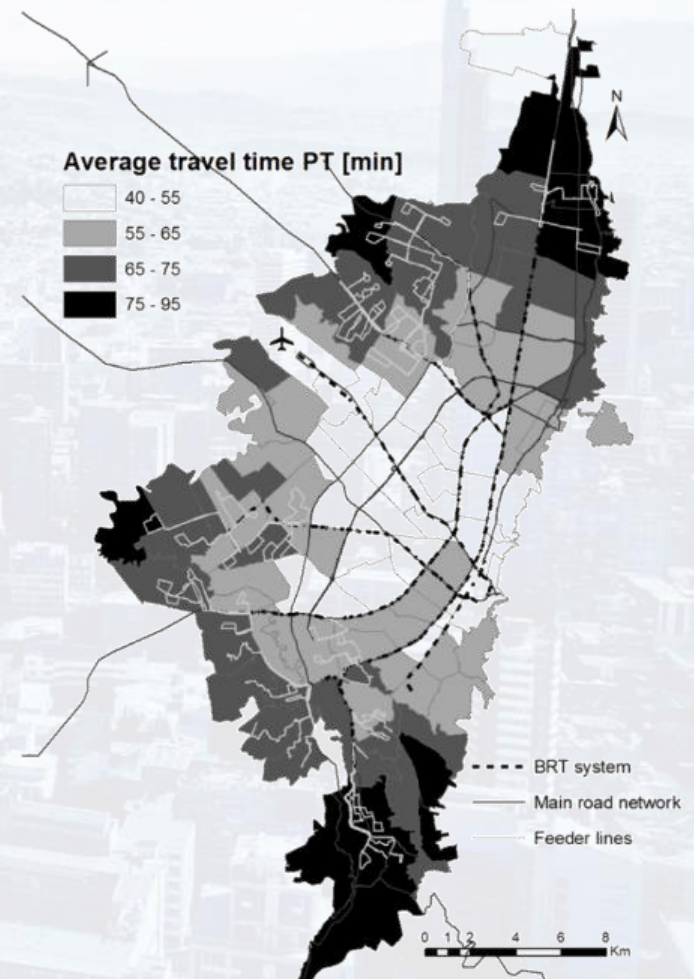 N
Average travel time PT [min]
40 - 55
55 - 65
65 - 75
75 - 95
BRT system
Main road network
Feeder lines
0 1 2 4 6 8
Km